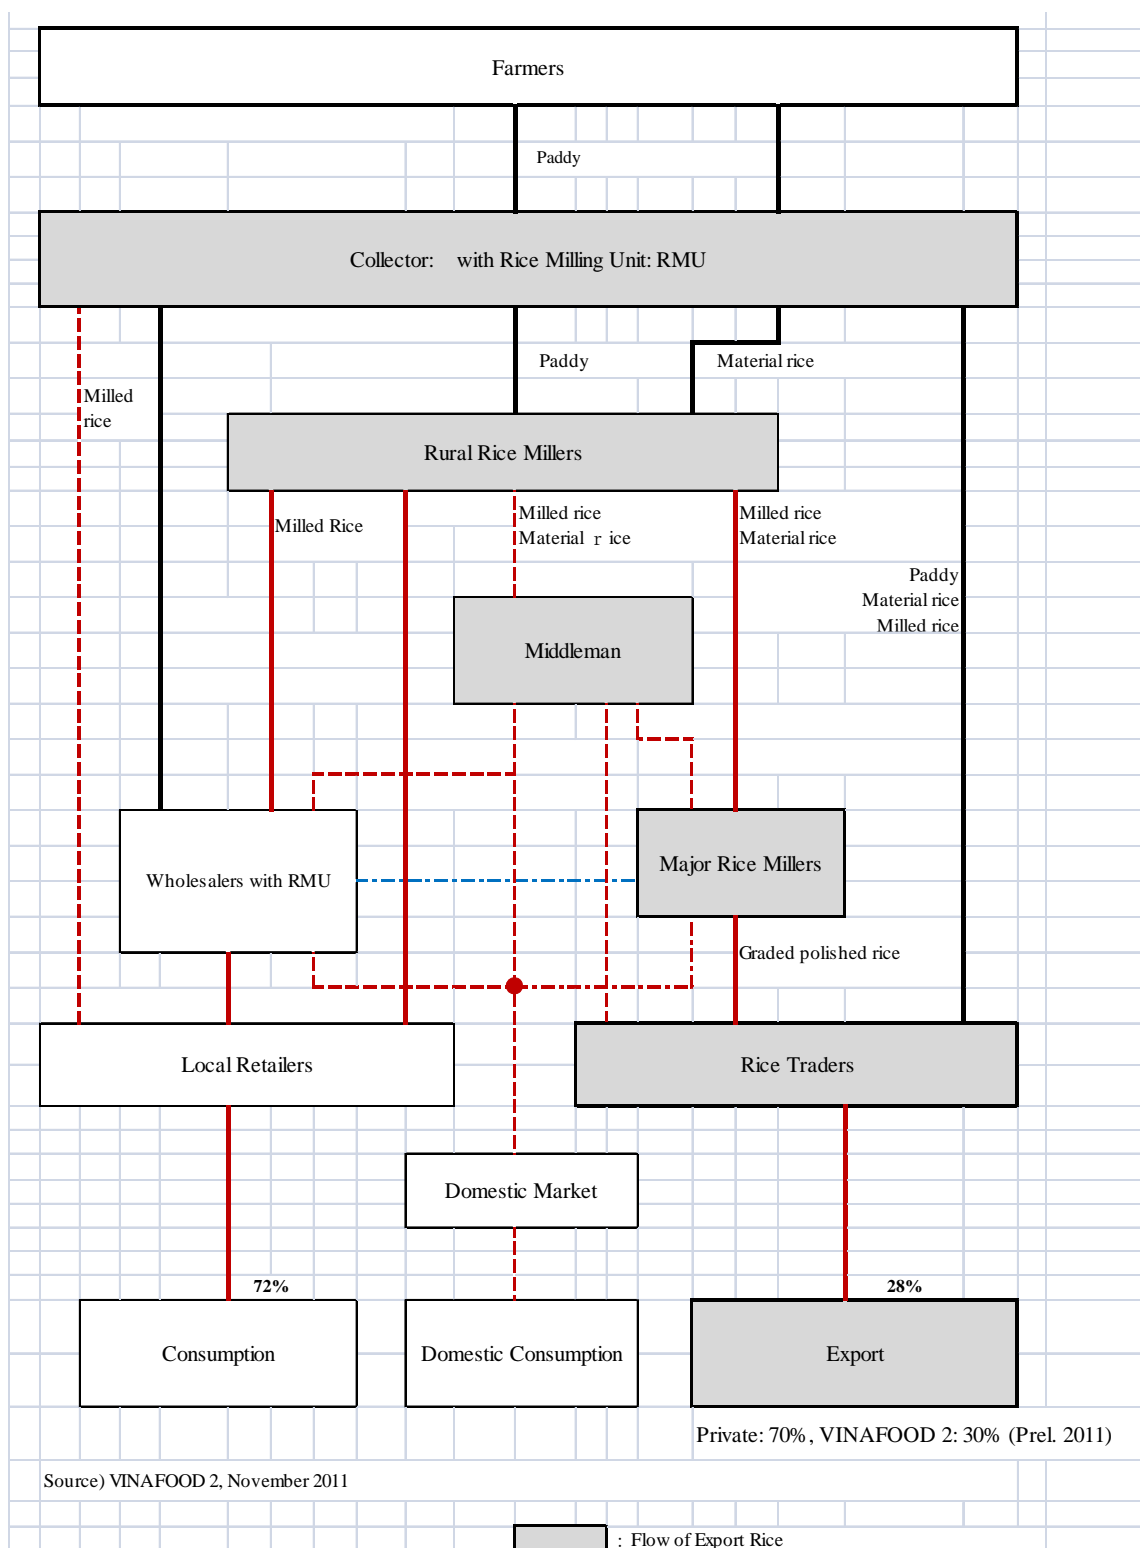 Farmers
Paddy
Collector: with Rice Milling Unit: RMU
Paddy
Material rice
Milled
rice
Rural Rice Millers
Milled Rice
Milled rice
Material r ice
Milled rice
Material rice
Paddy
Material rice
Milled rice
Middleman
Wholesalers with RMU
Major Rice Millers
Graded polished rice
Local Retailers
Rice Traders
Domestic Market
72%
28%
Consumption
Domestic Consumption
Export
Private: 70%, VINAFOOD 2: 30% (Prel. 2011)
Source) VINAFOOD 2, November 2011
: Flow of Export Rice